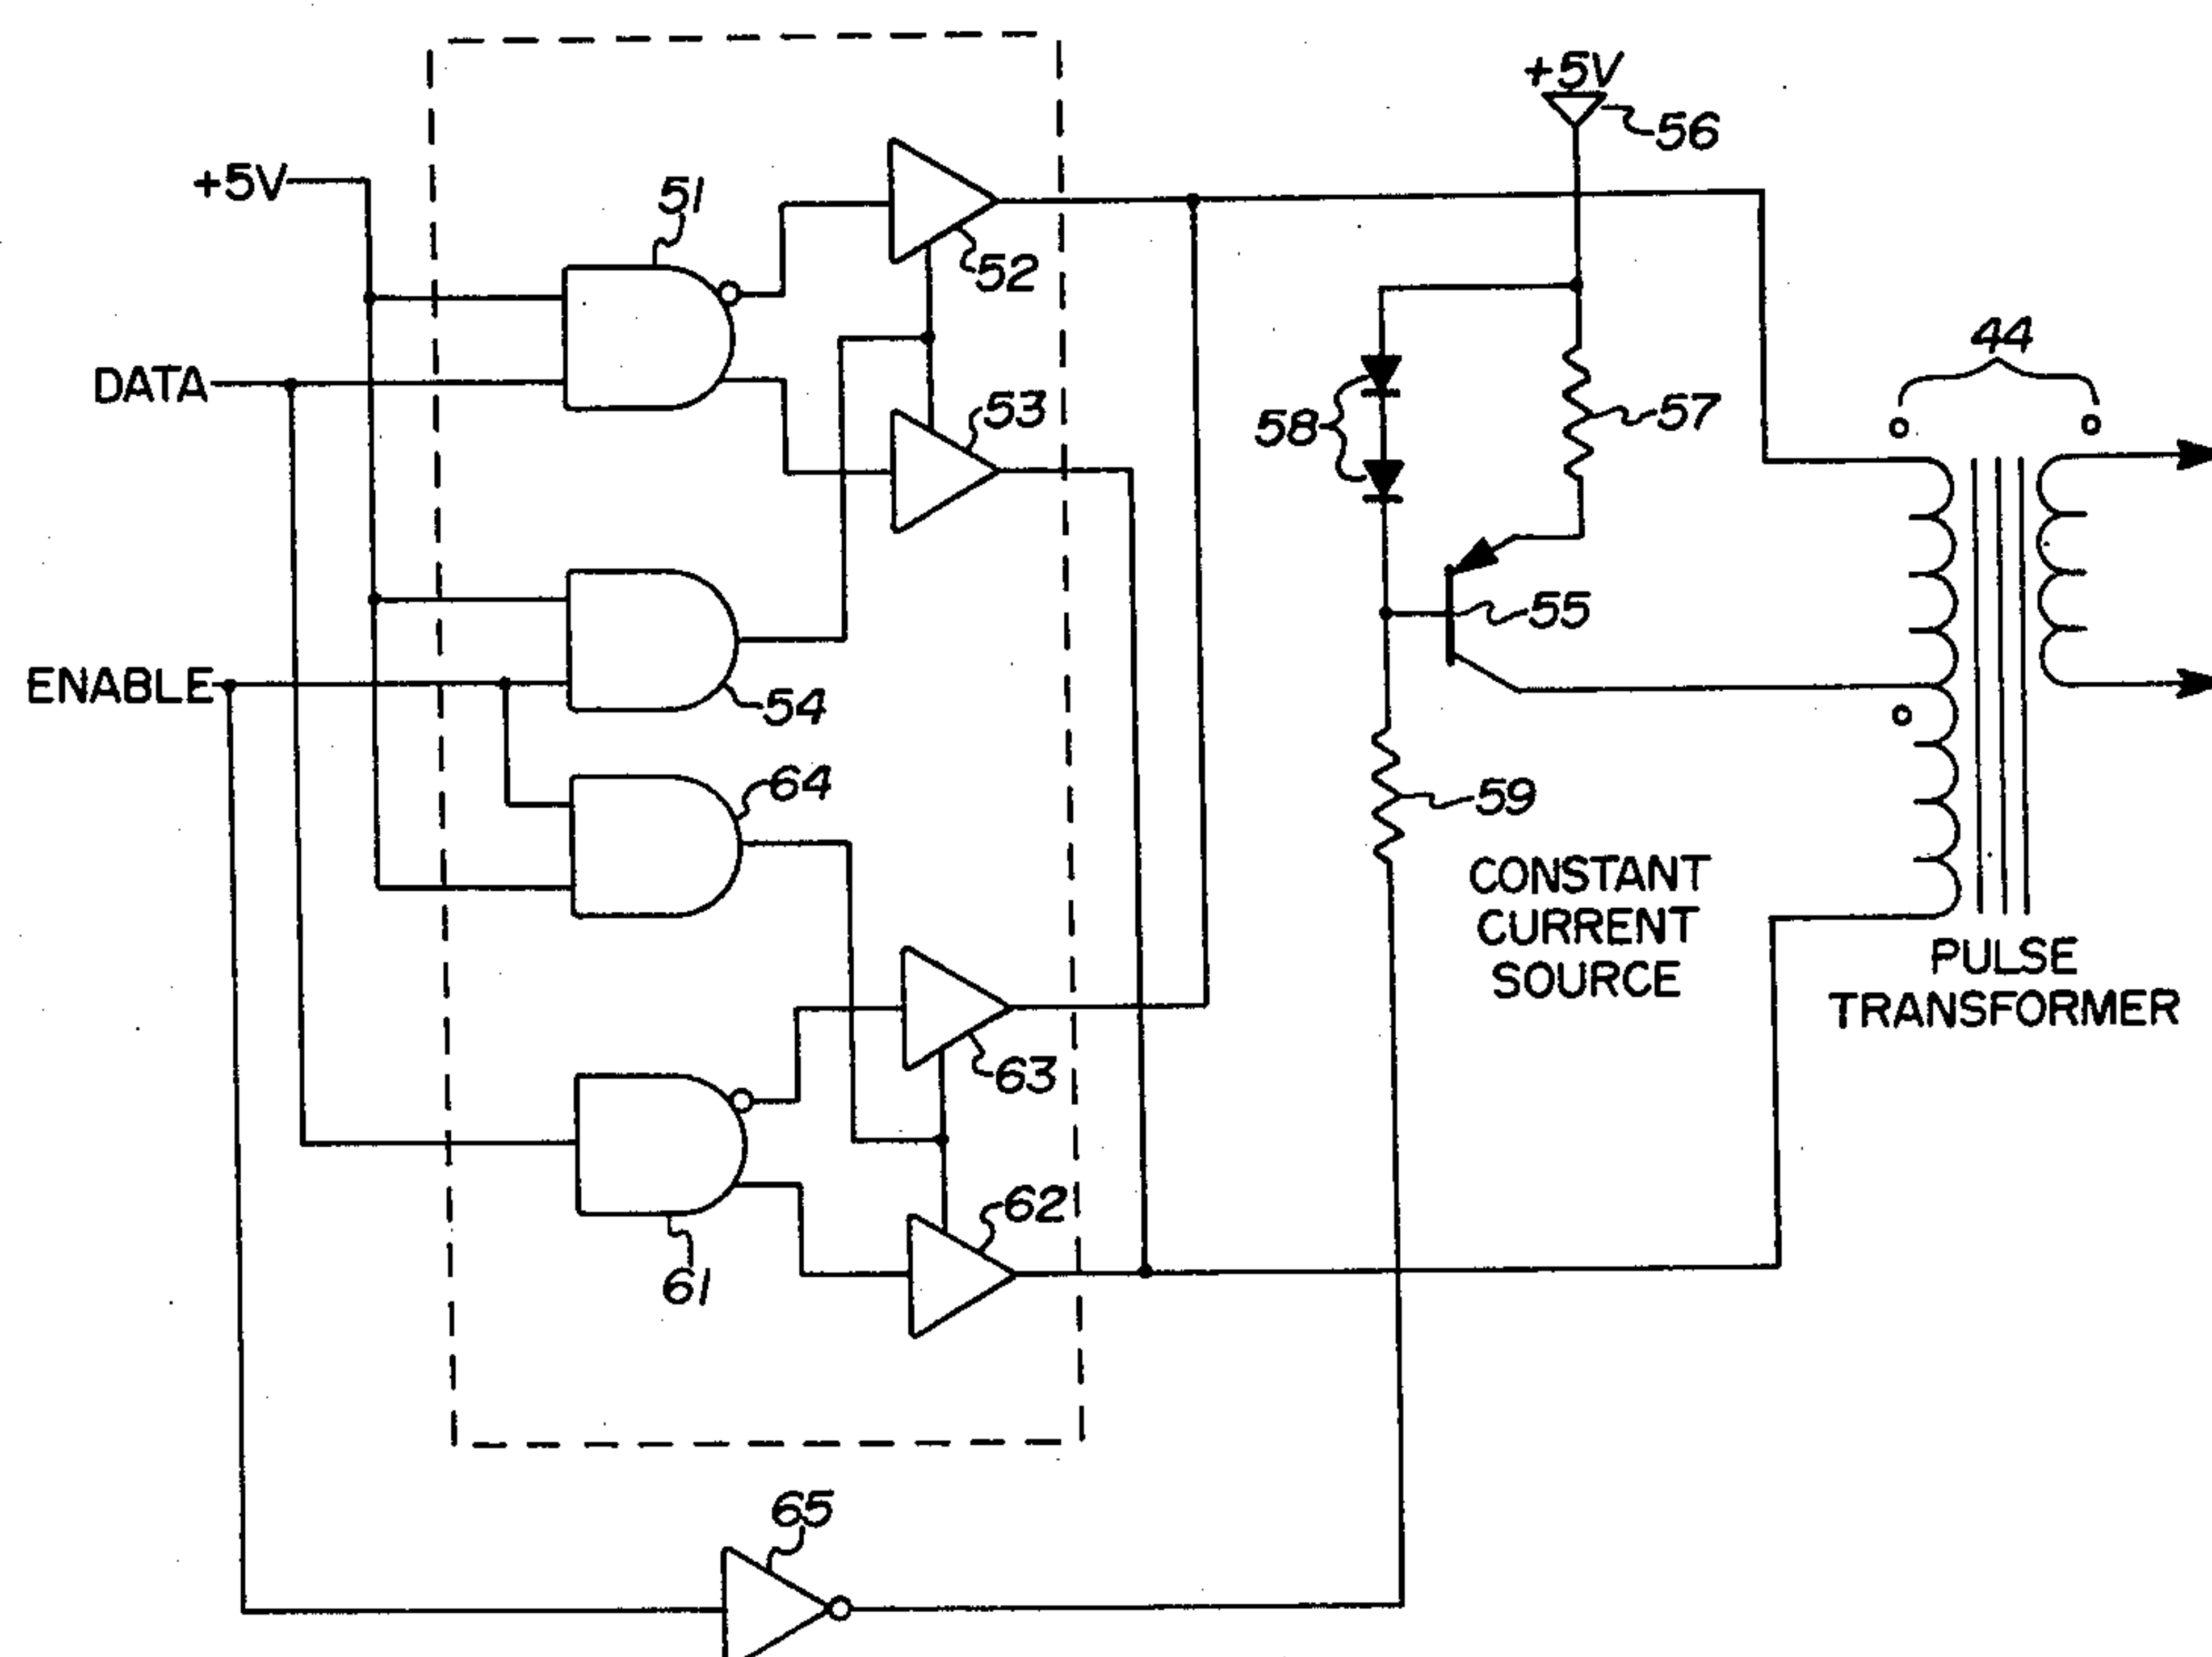 +5V
56
+5V
51
52
44
DATA
53
58
57
55
ENABLE
54
64
59
CONSTANT
CURRENT
SOURCE
PULSE
TRANSFORMER
63
62
61
65